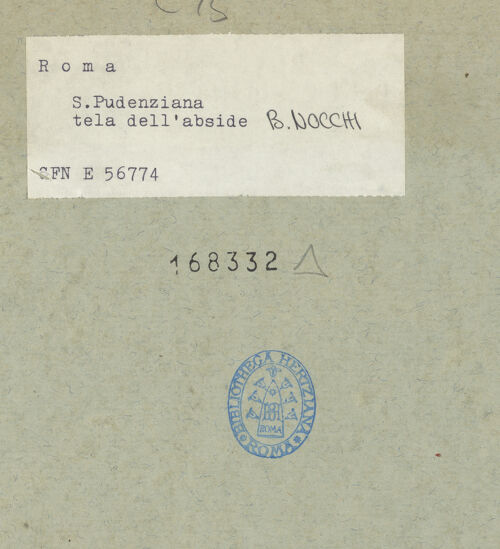 R o m a
S.Pudenziana
tela dell'abside B. NOCCHI
GFN E 56774
168332
BIBLIOTHECA HERTZIANA
ROMA
ROMA